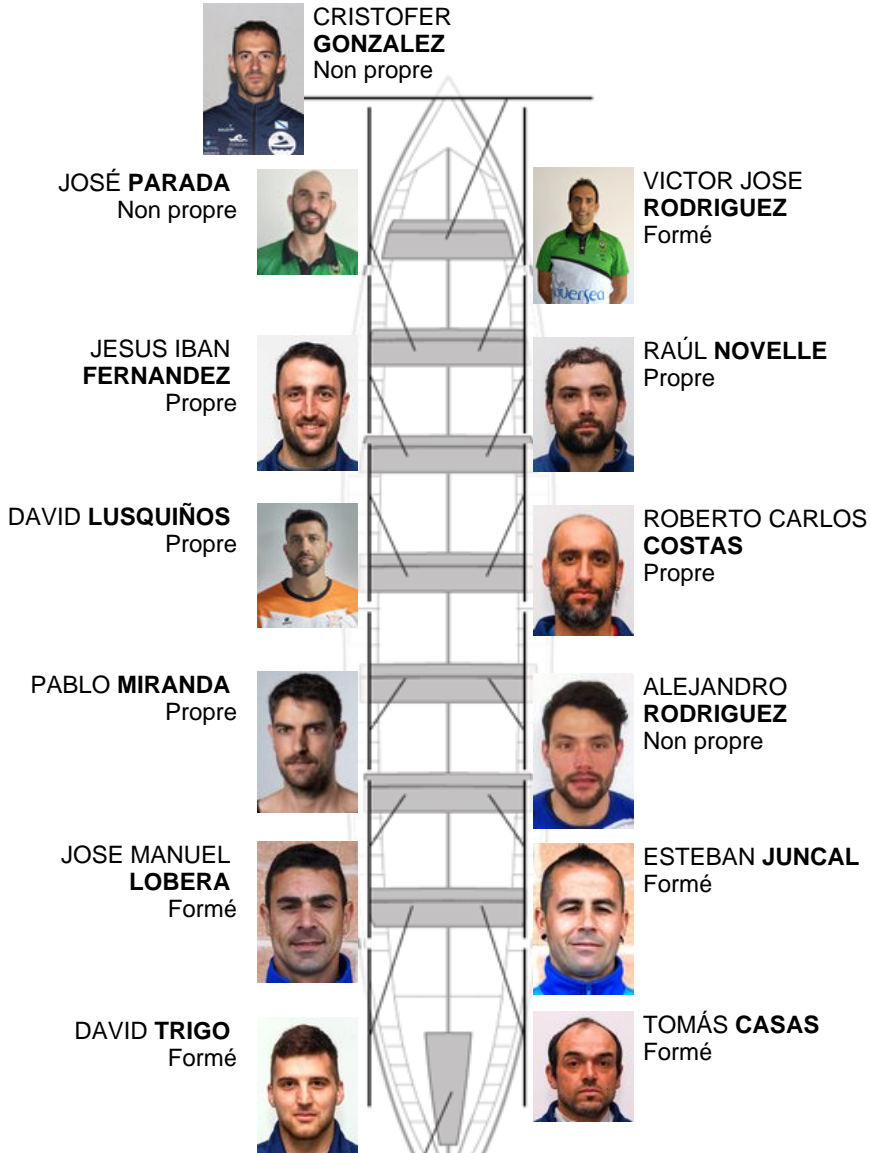 CRISTOFER
GONZALEZ
Non propre
JOSÉ PARADA
Non propre
VICTOR JOSE
RODRIGUEZ
Formé
JESUS IBAN
FERNANDEZ
Propre
RAÚL NOVELLE
Propre
DAVID LUSQUIÑOS
Propre
ROBERTO CARLOS
COSTAS
Propre
PABLO MIRANDA
Propre
ALEJANDRO
RODRIGUEZ
Non propre
JOSE MANUEL
LOBERA
Formé
ESTEBAN JUNCAL
Formé
DAVID TRIGO
Formé
TOMÁS CASAS
Formé